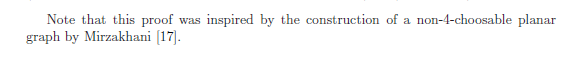 Note that this proof was inspired by the construction of a non-4-choosable planar
graph by Mirzakhani [17].